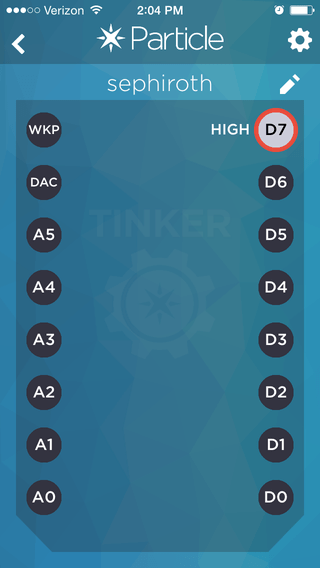 Verizon 2:04 PM
Particle
sephiroth
WKP HIGH D7
DAC D6
TINKER
A5 D5
A4 D4
A3 D3
A2 D2
A1 D1
A0 D0